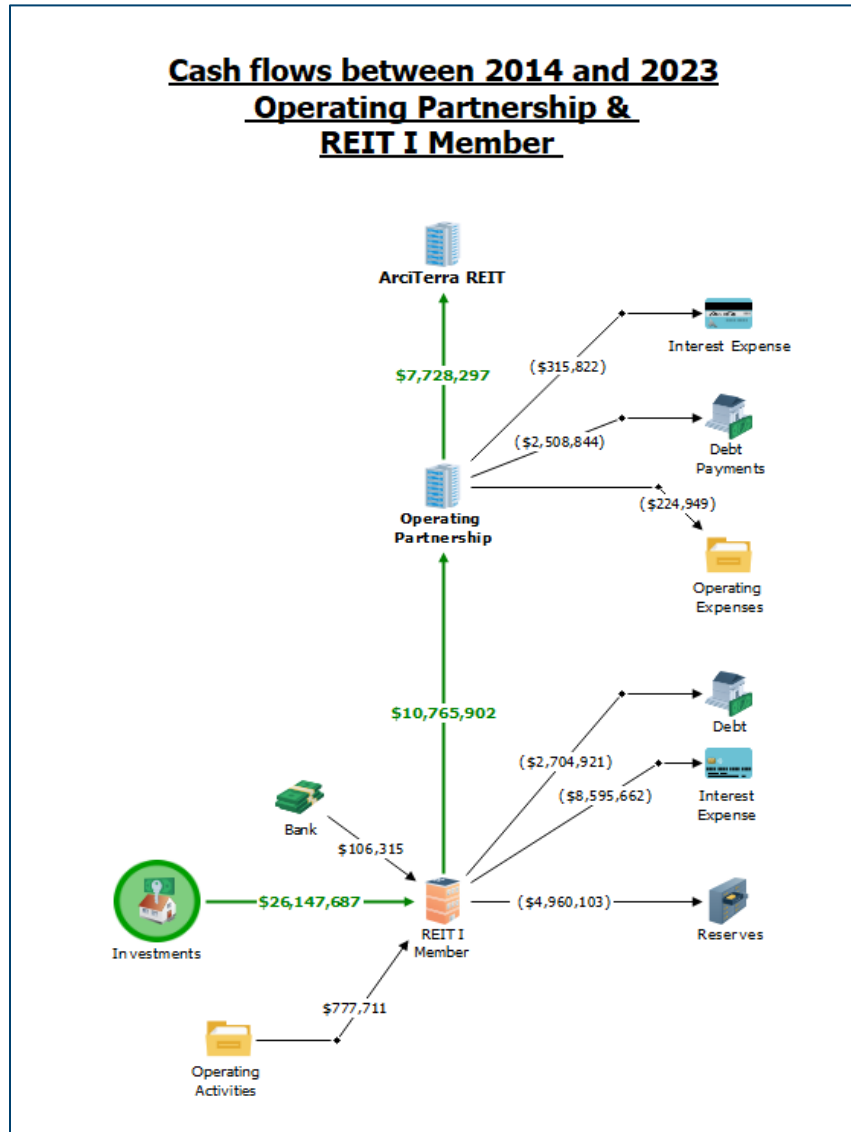 Cash flows between 2014 and 2023
Operating Partnership &
REIT I Member
ArciTerra REIT
Interest Expense
$7,728,297
($315,822)
($2,508,844)
Debt
Payments
($224,949)
Operating
Partnership
Operating
Expenses
$10,765,902
Debt
($2,704,921)
($8,595,662)
Interest
Expense
Bank
$106,315
$26,147,687
($4,960,103)
Investments
REIT I
Member
Reserves
$777,711
Operating
Activities